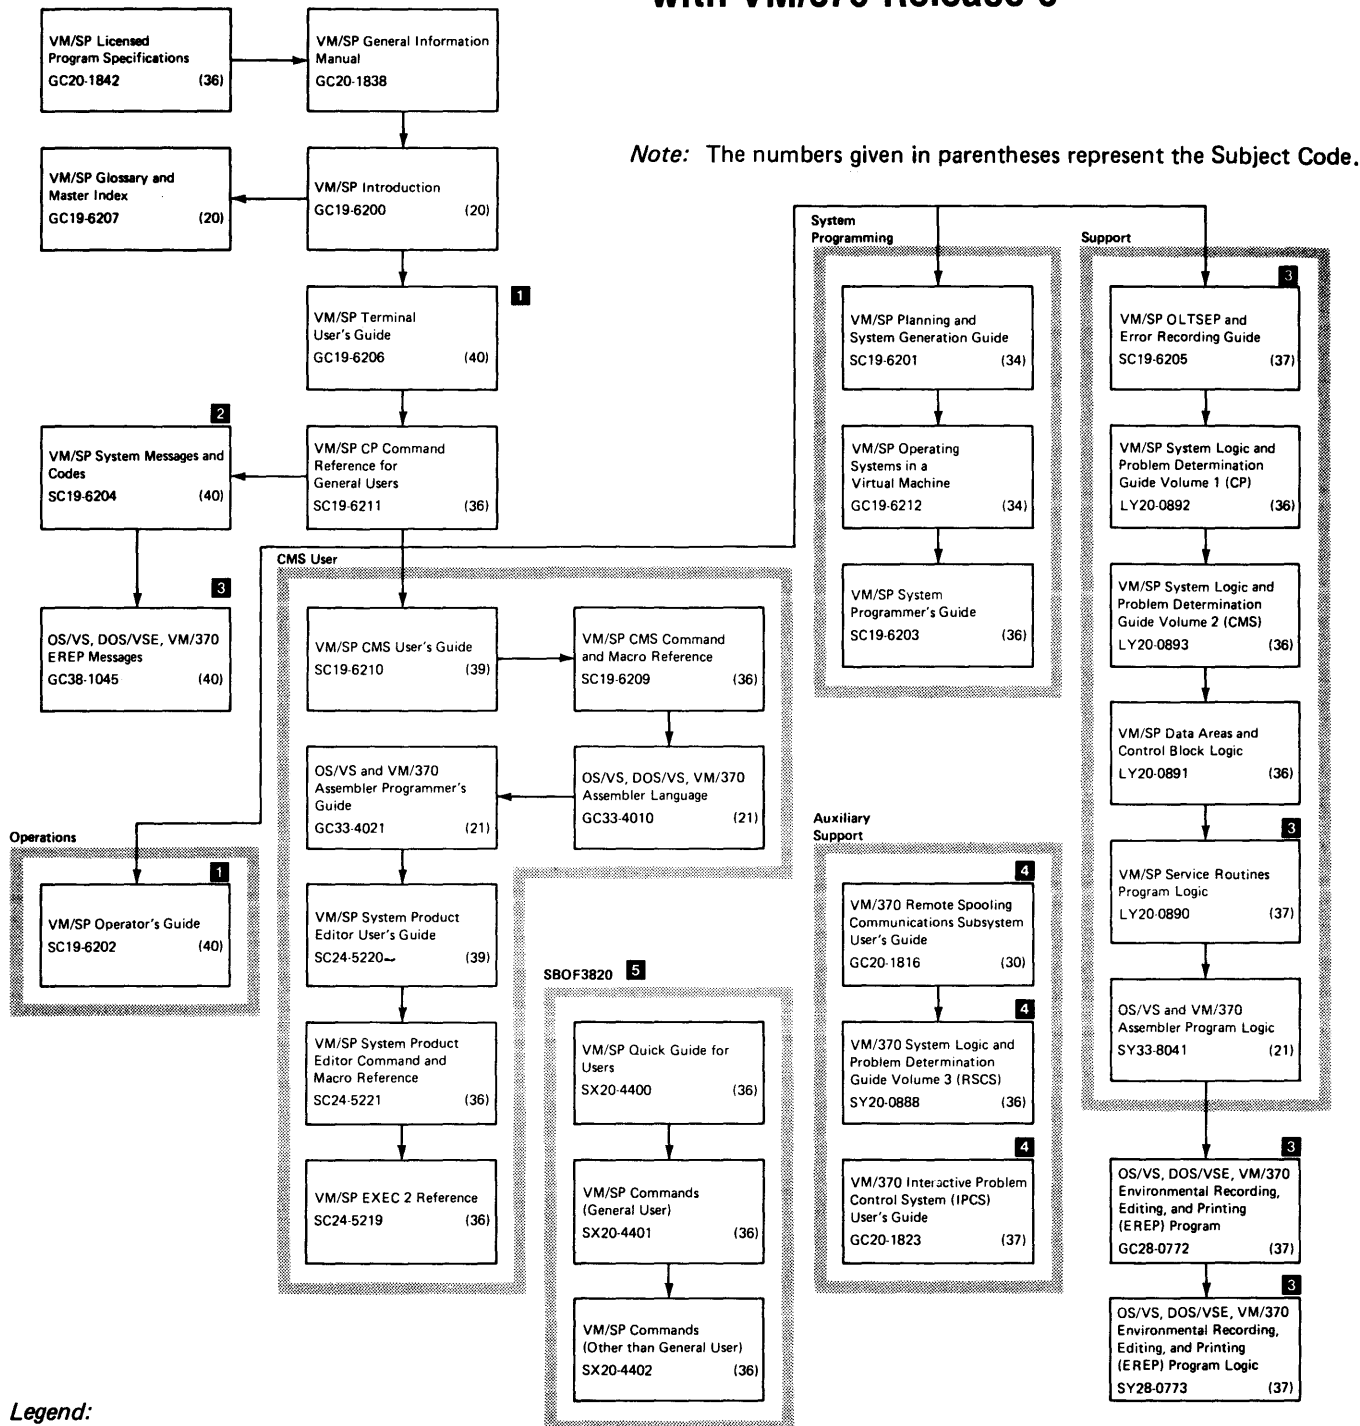 with VM/370 Release 6
VM/SP Licensed
Program Specifications
GC20-1842 (36)
VM/SP General Information
Manual
GC20-1838
Note: The numbers given in parentheses represent the Subject Code.
VM/SP Glossary and
Master Index
GC19-6207 (20)
VM/SP Introduction
GC19-6200 (20)
1
VM/SP Terminal
User's Guide
GC19-6206 (40)
2
VM/SP System Messages and
Codes
SC19-6204 (40)
VM/SP CP Command
Reference for
General Users
SC19-6211 (36)
3
OS/VS, DOS/VSE, VM/370
EREP Messages
GC38-1045 (40)
CMS User
VM/SP CMS User's Guide
SC19-6210 (39)
VM/SP CMS Command
and Macro Reference
SC19-6209 (36)
OS/VS and VM/370
Assembler Programmer's
Guide
GC33-4021 (21)
OS/VS, DOS/VS, VM/370
Assembler Language
GC33-4010 (21)
VM/SP System Product
Editor User's Guide
SC24-5220 (39)
VM/SP System Product
Editor Command and
Macro Reference
SC24-5221 (36)
VM/SP EXEC 2 Reference
SC24-5219 (36)
Operations
1
VM/SP Operator's Guide
SC19-6202 (40)
SBOF3820 5
VM/SP Quick Guide for
Users
SX20-4400 (36)
VM/SP Commands
(General User)
SX20-4401 (36)
VM/SP Commands
(Other than General User)
SX20-4402 (36)
System
Programming
VM/SP Planning and
System Generation Guide
SC19-6201 (34)
VM/SP Operating
Systems in a
Virtual Machine
GC19-6212 (34)
VM/SP System
Programmer's Guide
SC19-6203 (36)
Auxiliary
Support
4
VM/370 Remote Spooling
Communications Subsystem
User's Guide
GC20-1816 (30)
4
VM/370 System Logic and
Problem Determination
Guide Volume 3 (RSCS)
SY20-0888 (36)
4
VM/370 Interactive Problem
Control System (IPCS)
User's Guide
GC20-1823 (37)
Support
3
VM/SP OLTSEP and
Error Recording Guide
SC19-6205 (37)
VM/SP System Logic and
Problem Determination
Guide Volume 1 (CP)
LY20-0892 (36)
VM/SP System Logic and
Problem Determination
Guide Volume 2 (CMS)
LY20-0893 (36)
VM/SP Data Areas and
Control Block Logic
LY20-0891 (36)
3
VM/SP Service Routines
Program Logic
LY20-0890 (37)
OS/VS and VM/370
Assembler Program Logic
SY33-8041 (21)
3
OS/VS, DOS/VSE, VM/370
Environmental Recording,
Editing, and Printing
(EREP) Program
GC28-0772 (37)
3
OS/VS, DOS/VSE, VM/370
Environmental Recording,
Editing, and Printing
(EREP) Program Logic
SY28-0773 (37)
Legend: